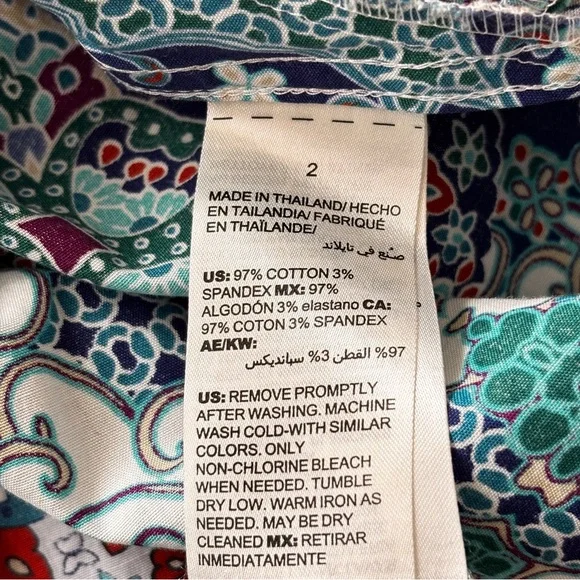 2
MADE IN THAILAND/ HECHO
EN TAILANDIA/ FABRIQUÉ
EN THAÏLANDE/
صنع في تايلاند
US: 97% COTTON 3%
SPANDEX MX: 97%
ALGODÓN 3% elastano CA:
97% COTON 3% SPANDEX
AE/KW:
97% القطن 3% سبانديكس
US: REMOVE PROMPTLY
AFTER WASHING. MACHINE
WASH COLD-WITH SIMILAR
COLORS. ONLY
NON-CHLORINE BLEACH
WHEN NEEDED. TUMBLE
DRY LOW. WARM IRON AS
NEEDED. MAY BE DRY
CLEANED MX: RETIRAR
INMEDIATAMENTE